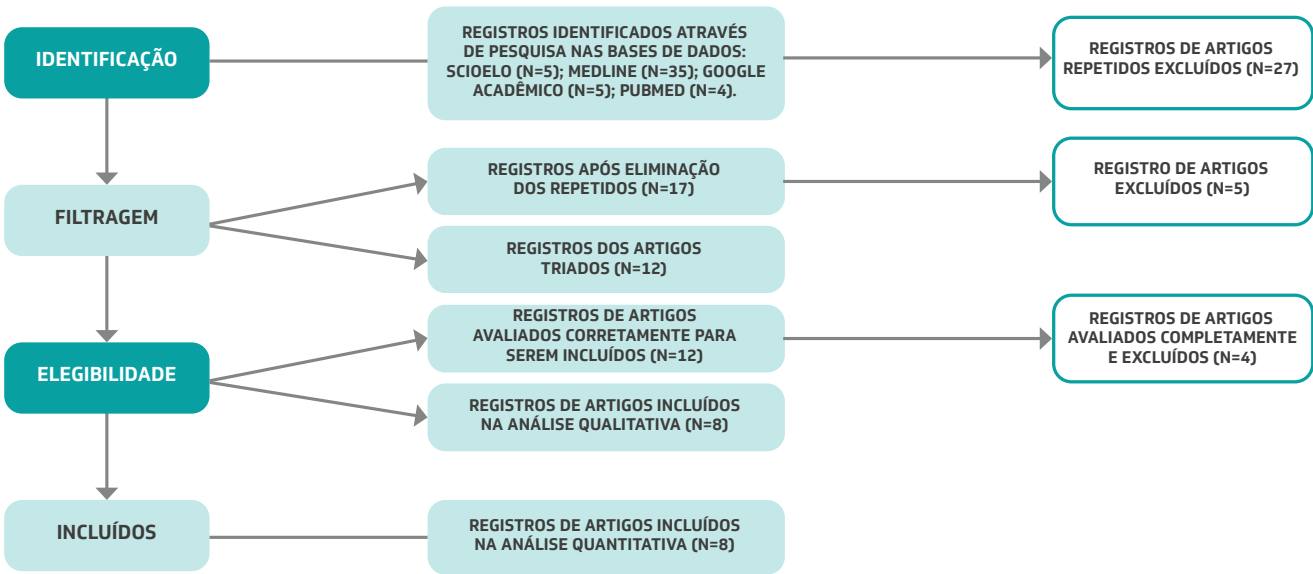 IDENTIFICAÇÃO
REGISTROS IDENTIFICADOS ATRAVÉS
DE PESQUISA NAS BASES DE DADOS:
SCIOELO (N=5); MEDLINE (N=35); GOOGLE
ACADÊMICO (N=5); PUBMED (N=4).
REGISTROS DE ARTIGOS
REPETIDOS EXCLUÍDOS (N=27)
FILTRAGEM
REGISTROS APÓS ELIMINAÇÃO
DOS REPETIDOS (N=17)
REGISTRO DE ARTIGOS
EXCLUÍDOS (N=5)
REGISTROS DOS ARTIGOS
TRIADOS (N=12)
ELEGIBILIDADE
REGISTROS DE ARTIGOS
AVALIADOS CORRETAMENTE PARA
SEREM INCLUÍDOS (N=12)
REGISTROS DE ARTIGOS
AVALIADOS COMPLETAMENTE
E EXCLUÍDOS (N=4)
REGISTROS DE ARTIGOS INCLUÍDOS
NA ANÁLISE QUALITATIVA (N=8)
INCLUÍDOS
REGISTROS DE ARTIGOS INCLUÍDOS
NA ANÁLISE QUANTITATIVA (N=8)